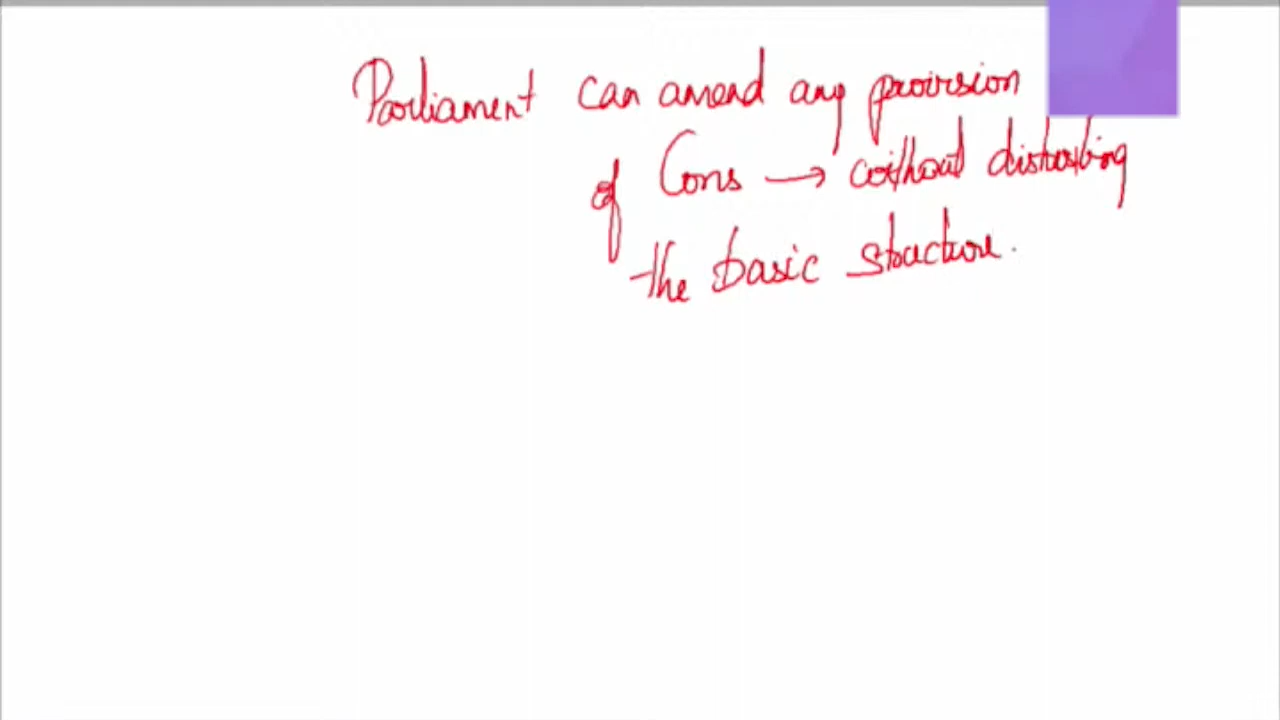 Parliament can amend any provision
of Cons → without disturbing
the basic structure.